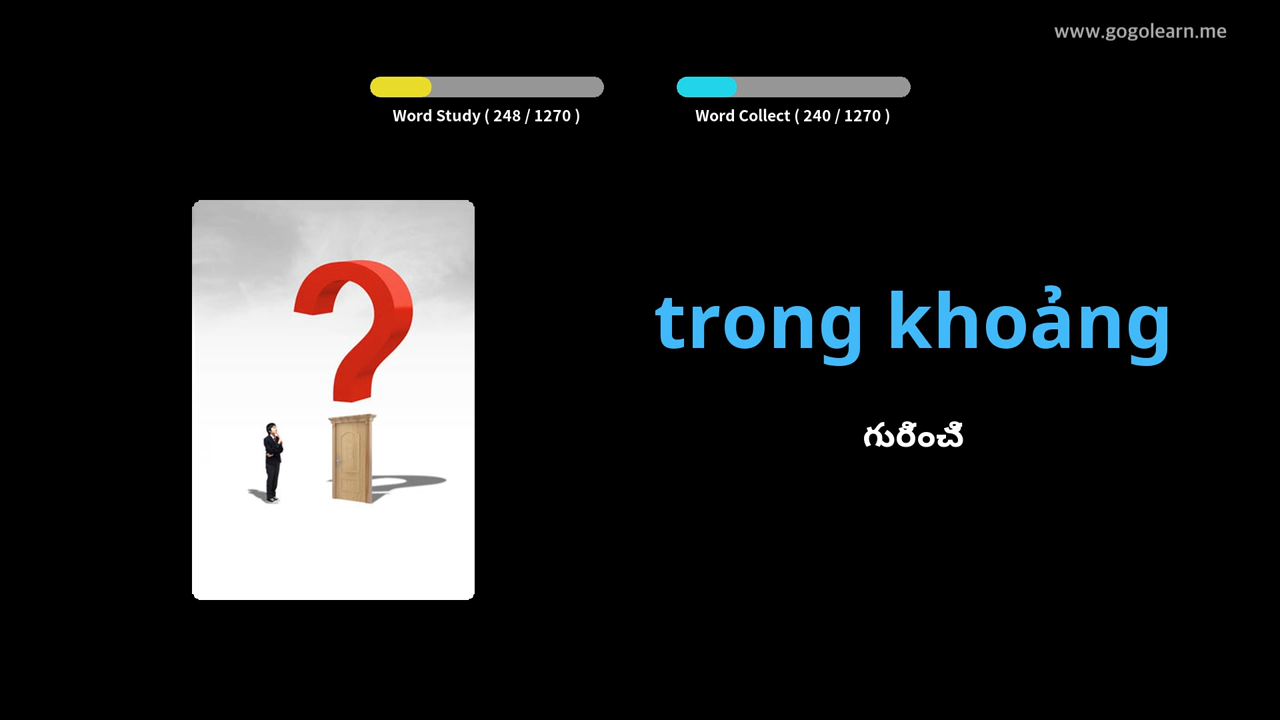 www.gogolearn.me
Word Study ( 248 / 1270 )
Word Collect ( 240 / 1270 )
trong khoảng
గురించి